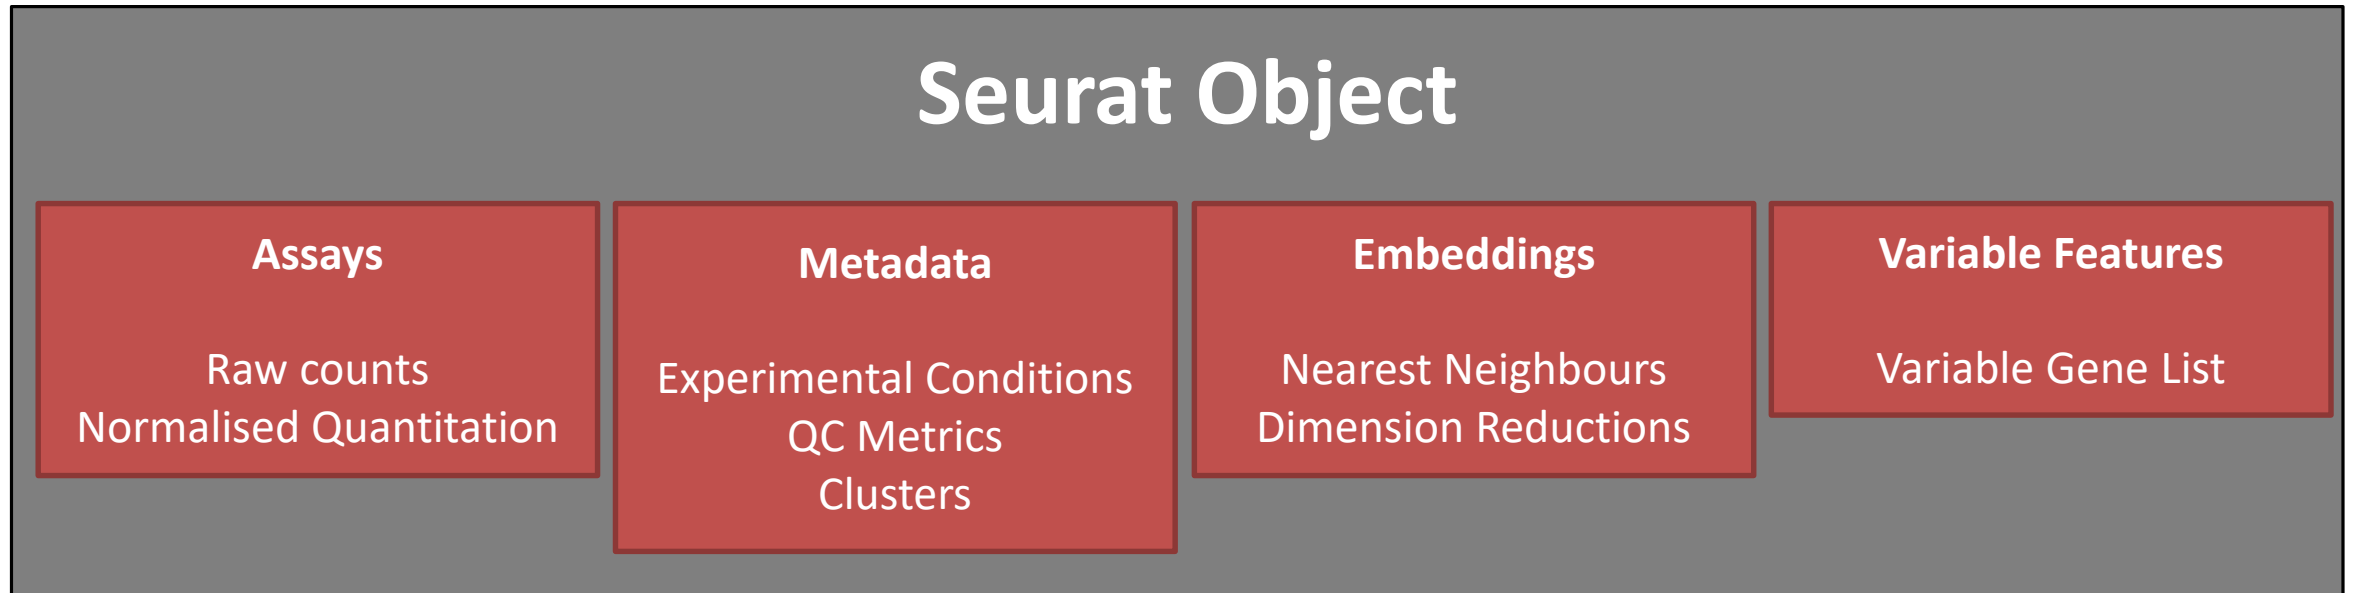 Seurat Object
Assays
Raw counts
Normalised Quantitation
Metadata
Experimental Conditions
QC Metrics
Clusters
Embeddings
Nearest Neighbours
Dimension Reductions
Variable Features
Variable Gene List